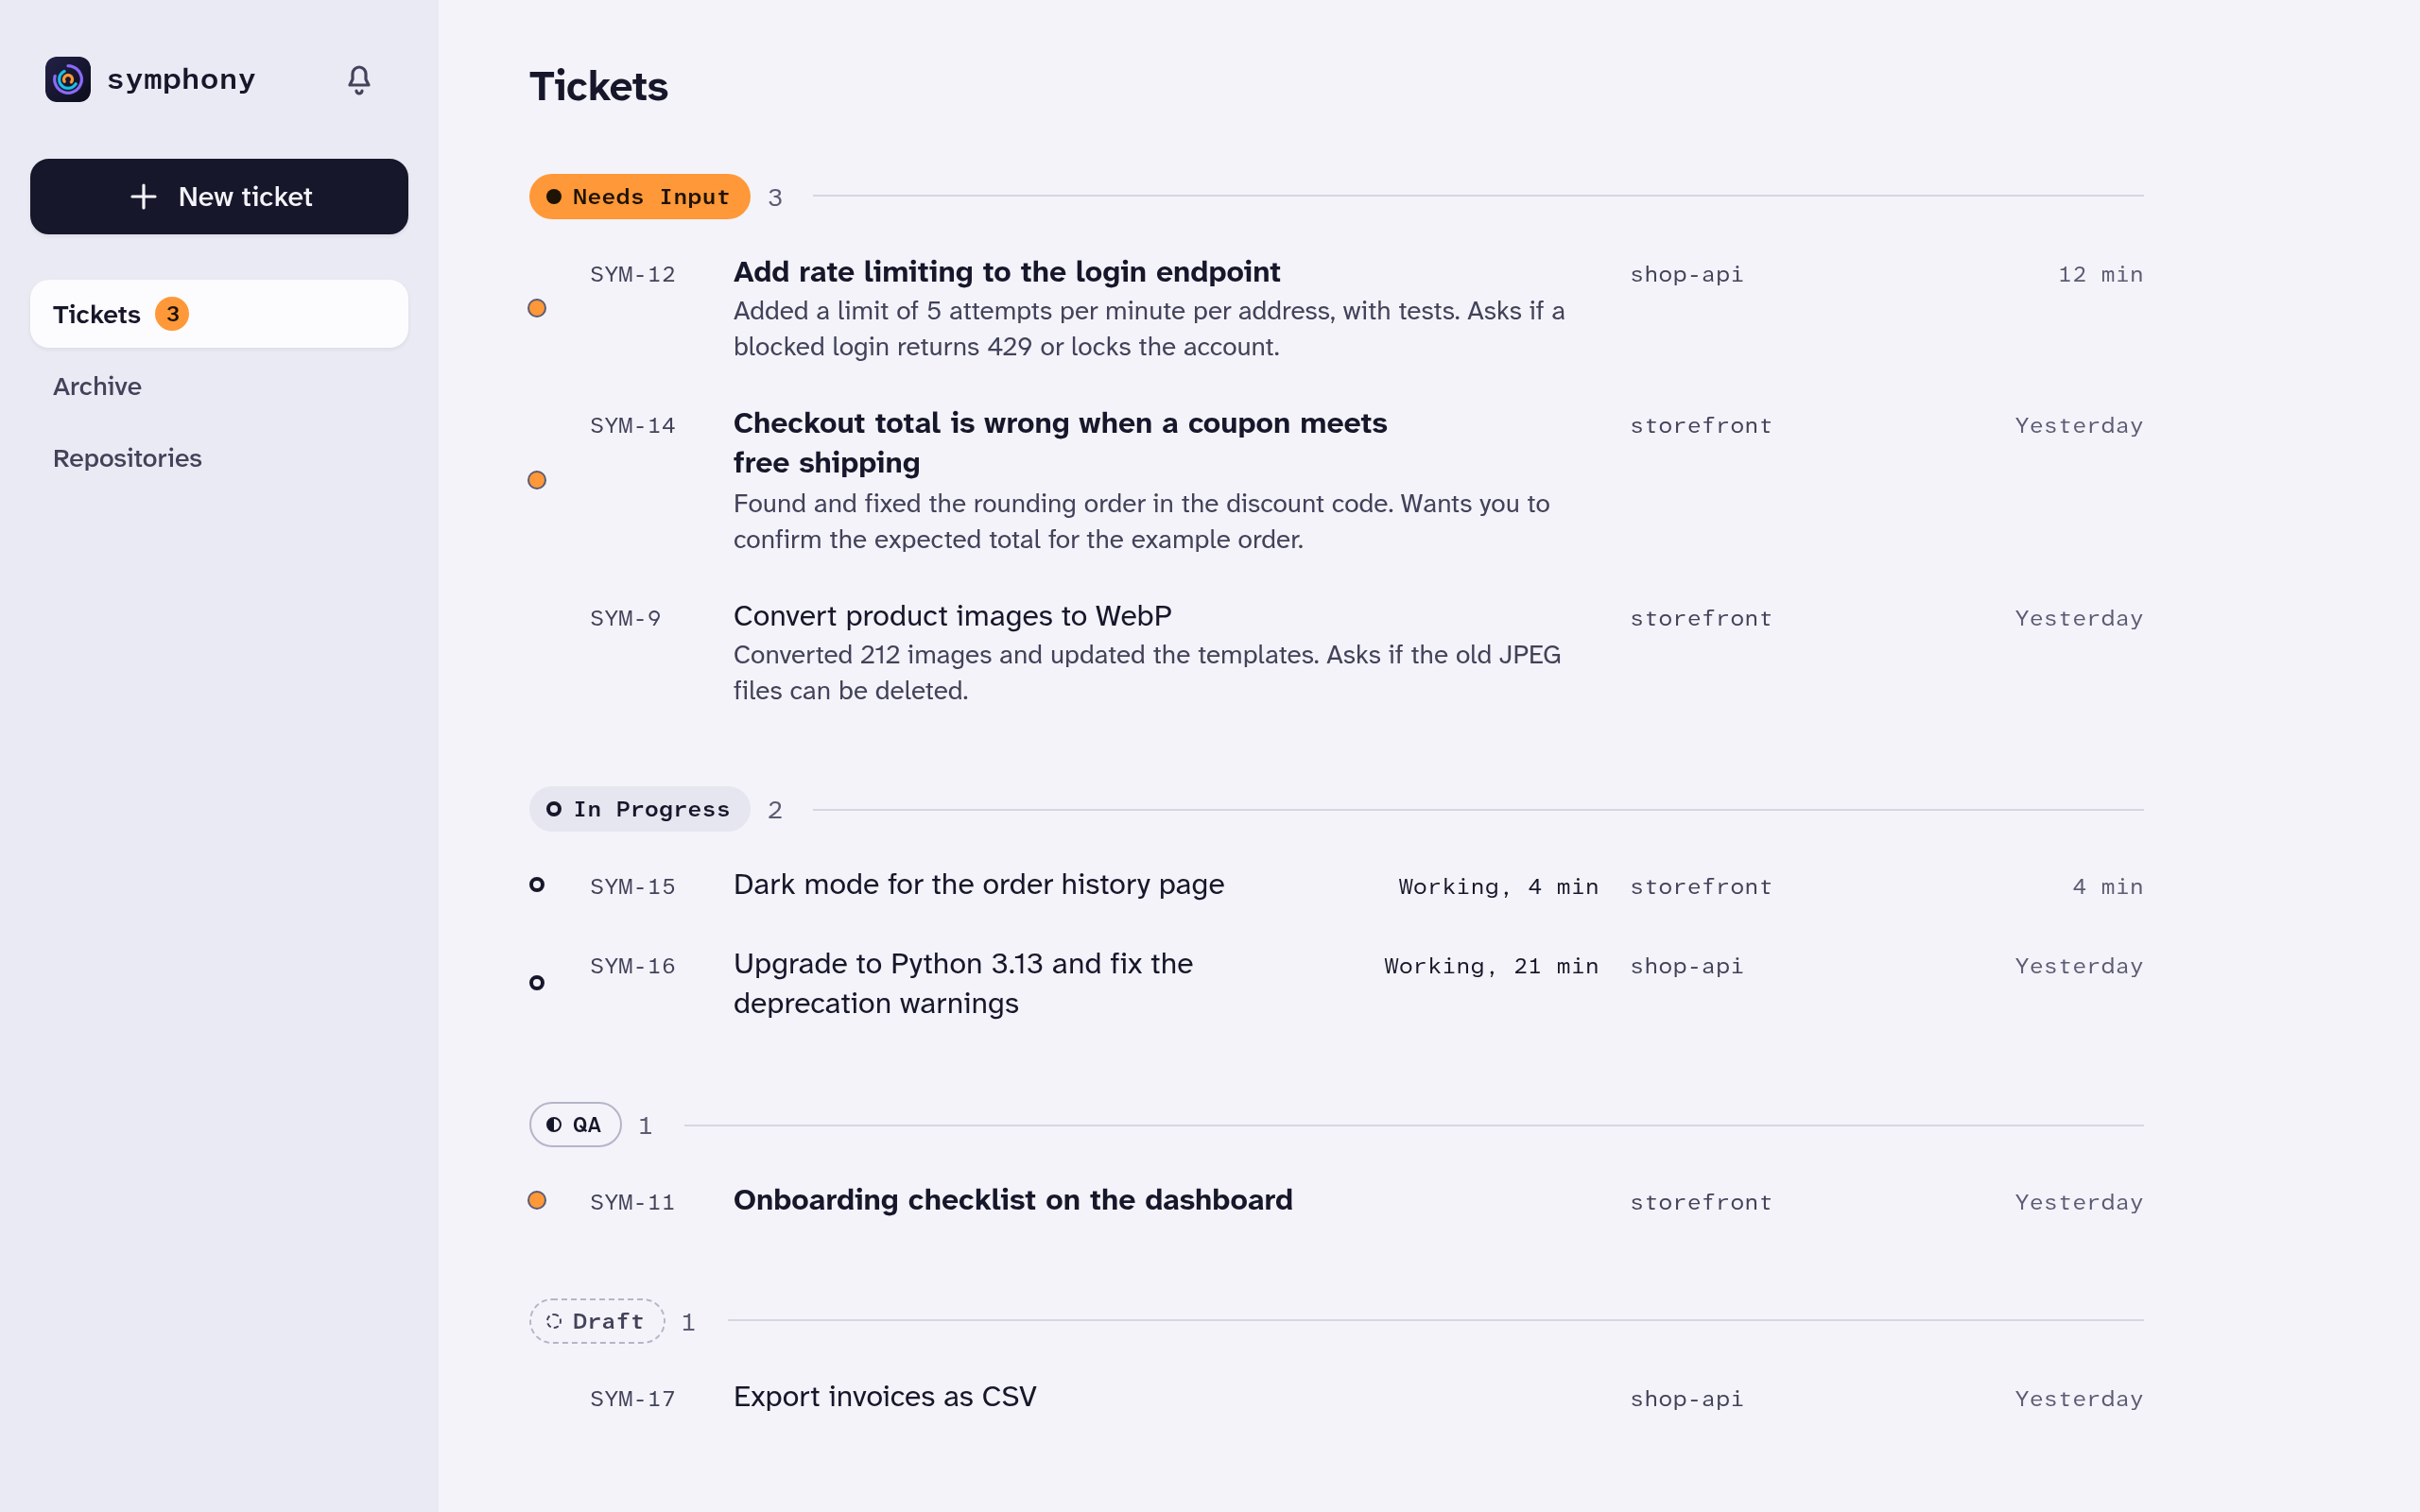 symphony
New ticket
Tickets 3
Archive
Repositories
Tickets
Needs Input 3
SYM-12 Add rate limiting to the login endpoint shop-api 12 min
Added a limit of 5 attempts per minute per address, with tests. Asks if a
blocked login returns 429 or locks the account.
SYM-14 Checkout total is wrong when a coupon meets storefront Yesterday
free shipping
Found and fixed the rounding order in the discount code. Wants you to
confirm the expected total for the example order.
SYM-9 Convert product images to WebP storefront Yesterday
Converted 212 images and updated the templates. Asks if the old JPEG
files can be deleted.
In Progress 2
SYM-15 Dark mode for the order history page Working, 4 min storefront 4 min
SYM-16 Upgrade to Python 3.13 and fix the Working, 21 min shop-api Yesterday
deprecation warnings
QA 1
SYM-11 Onboarding checklist on the dashboard storefront Yesterday
Draft 1
SYM-17 Export invoices as CSV shop-api Yesterday